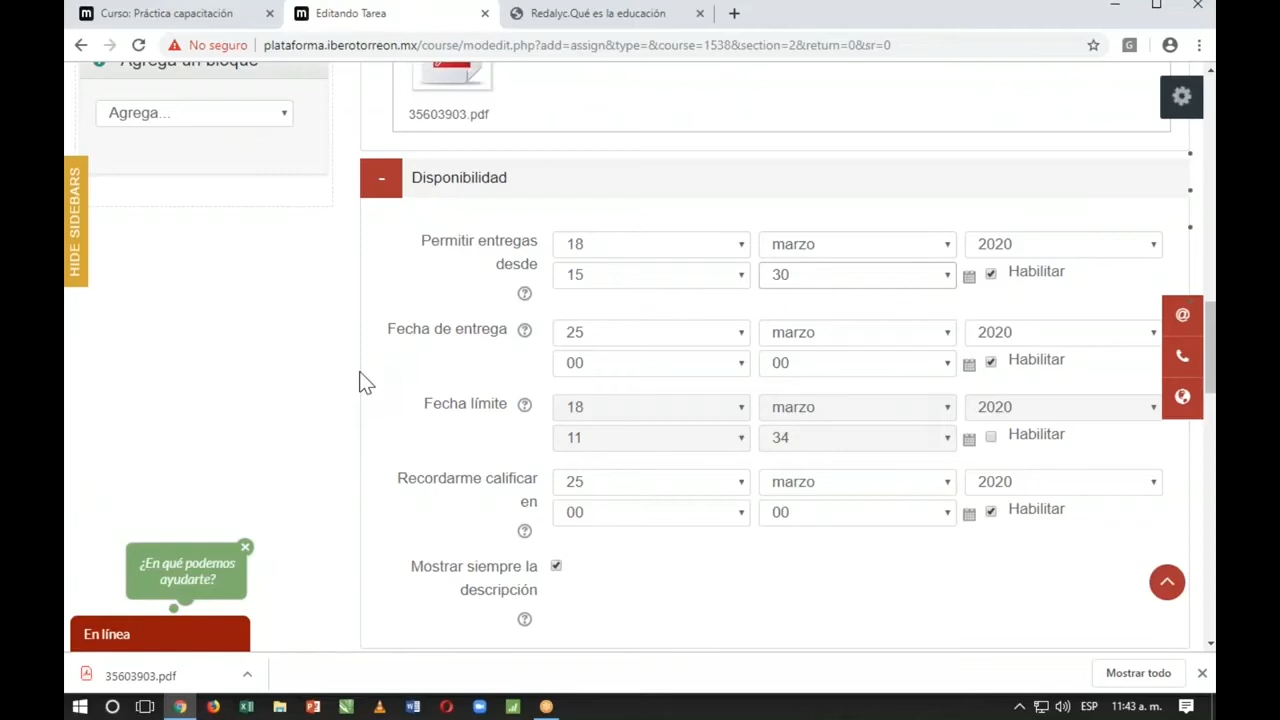 Curso: Práctica capacitación
Editando Tarea
Redalyc.Qué es la educación
No seguro
plataforma.iberotorreon.mx/course/modedit.php?add=assign&type=&course=1538&section=2&return=0&sr=0
Agrega un bloque
Agrega...
HIDE SIDEBARS
35603903.pdf
- Disponibilidad
Permitir entregas desde 18 marzo 2020
15 30 Habilitar
Fecha de entrega 25 marzo 2020
00 00 Habilitar
Fecha límite 18 marzo 2020
11 34 Habilitar
Recordarme calificar en 25 marzo 2020
00 00 Habilitar
Mostrar siempre la
descripción
¿En qué podemos
ayudarte?
En línea
35603903.pdf
Mostrar todo
ESP 11:43 a. m.